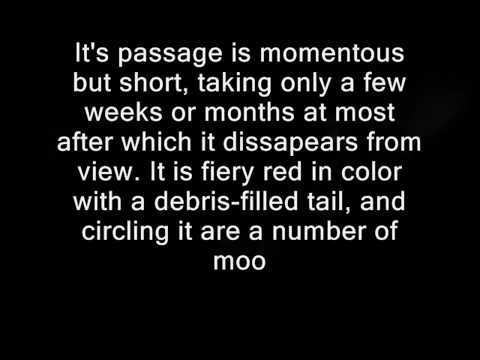 It's passage is momentous
but short, taking only a few
weeks or months at most
after which it dissapears from
view. It is fiery red in color
with a debris-filled tail, and
circling it are a number of
moo